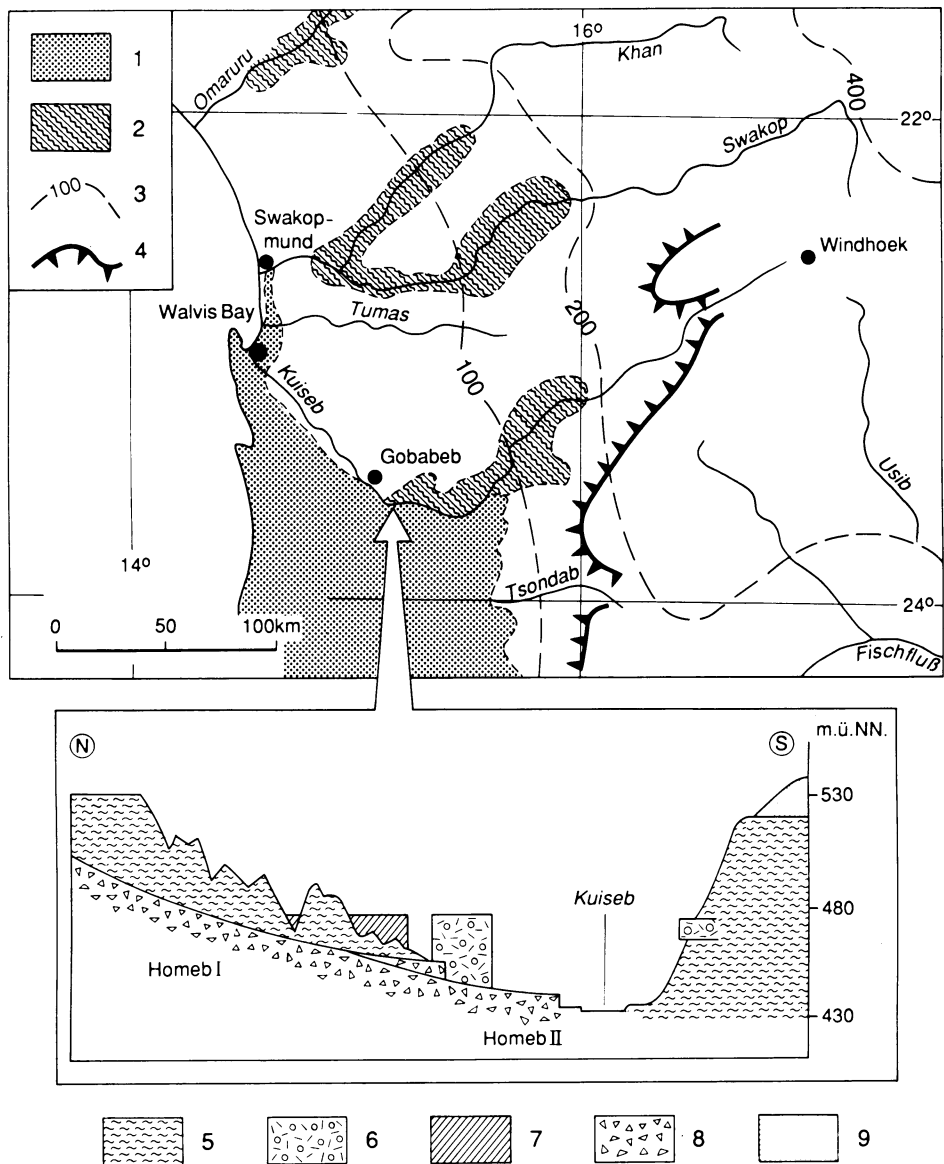 1
2
100
3
4
16°
Khan
Omaruru
400
22°
Swakop
Swakop-
mund
Windhoek
Walvis Bay
Tumas
200
100
Kuiseb
Gobabeb
Usib
14°
Tsondab
24°
0 50 100km
Fischfluß
N
S
m.ü.NN.
530
480
Kuiseb
Homeb I
430
Homeb II
5 6 7 8 9